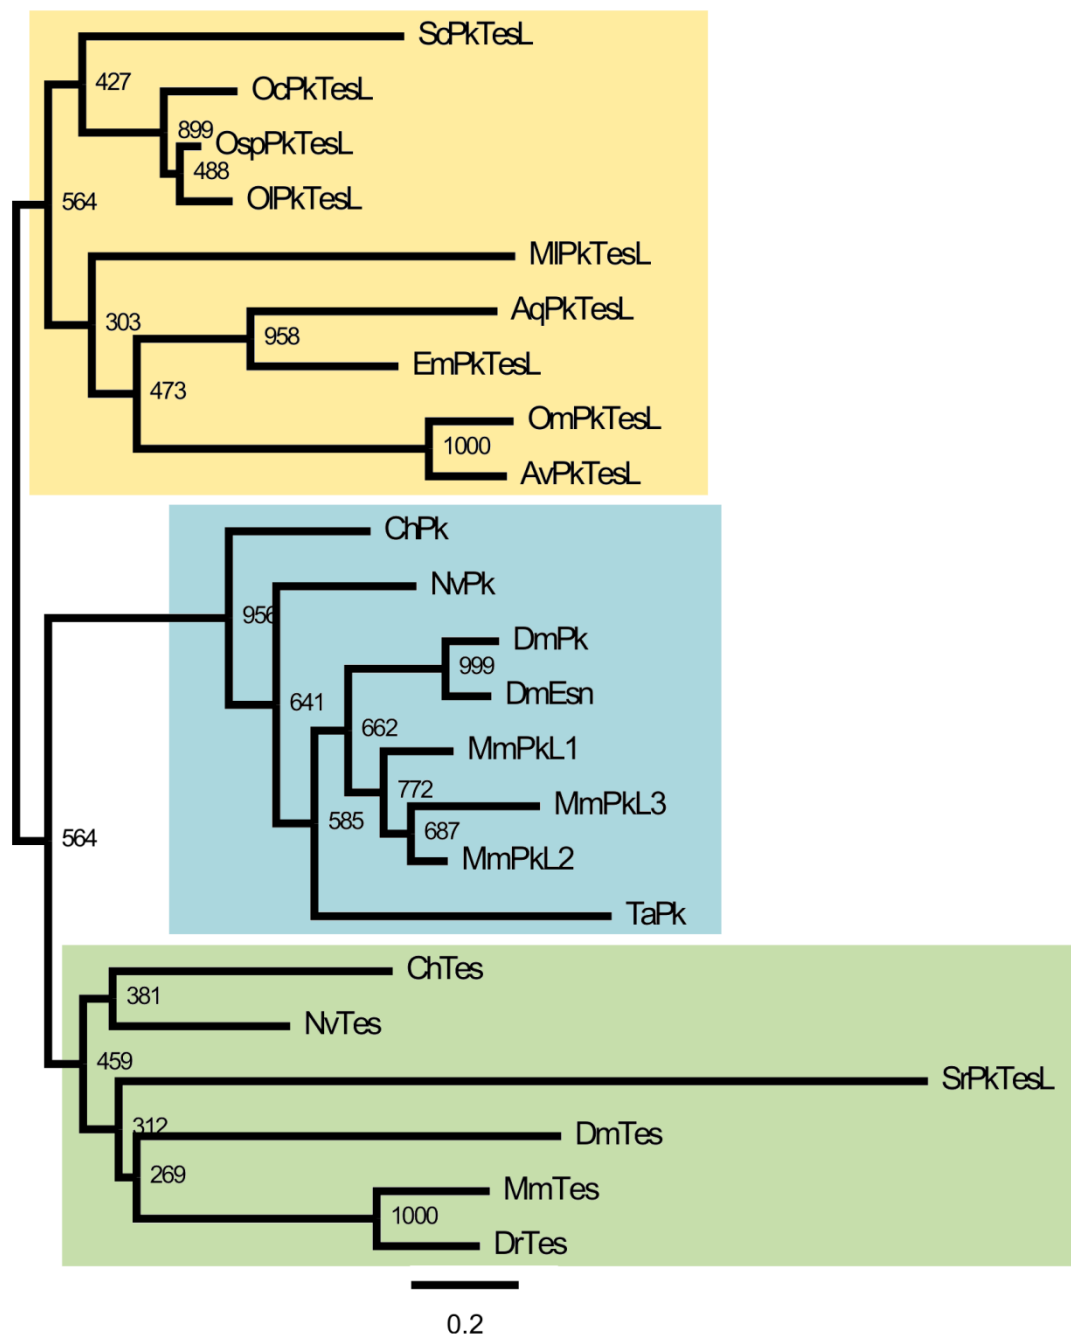 ScPkTesL
427
OcPkTesL
899
OspPkTesL
488
OlPkTesL
564
MlPkTesL
303
AqPkTesL
958
EmPkTesL
473
OmPkTesL
1000
AvPkTesL
ChPk
NvPk
956
DmPk
999
DmEsn
641
662
MmPkL1
772
MmPkL3
585
687
MmPkL2
564
TaPk
ChTes
381
NvTes
459
SrPkTesL
312
DmTes
269
MmTes
1000
DrTes
0.2